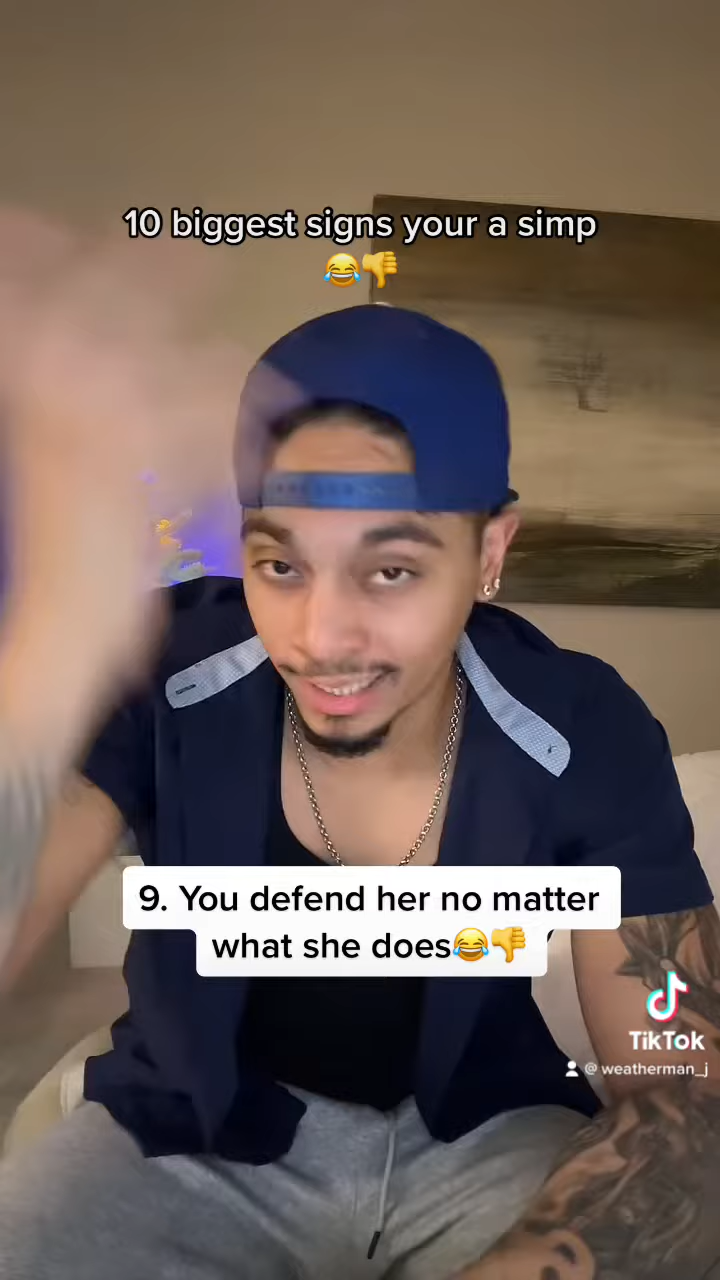 10 biggest signs your a simp
😂👎
9. You defend her no matter
what she does😂👎
TikTok
@ weatherman_j